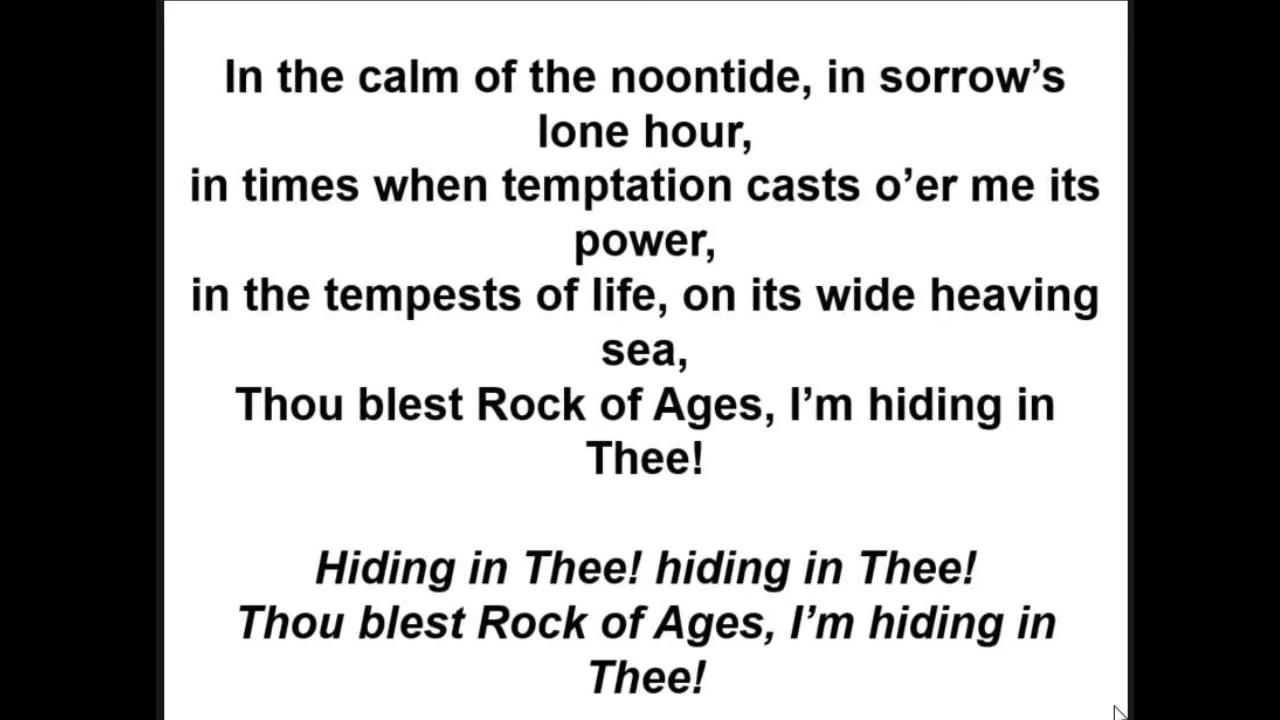 In the calm of the noontide, in sorrow’s
lone hour,
in times when temptation casts o’er me its
power,
in the tempests of life, on its wide heaving
sea,
Thou blest Rock of Ages, I’m hiding in
Thee!
Hiding in Thee! hiding in Thee!
Thou blest Rock of Ages, I’m hiding in
Thee!